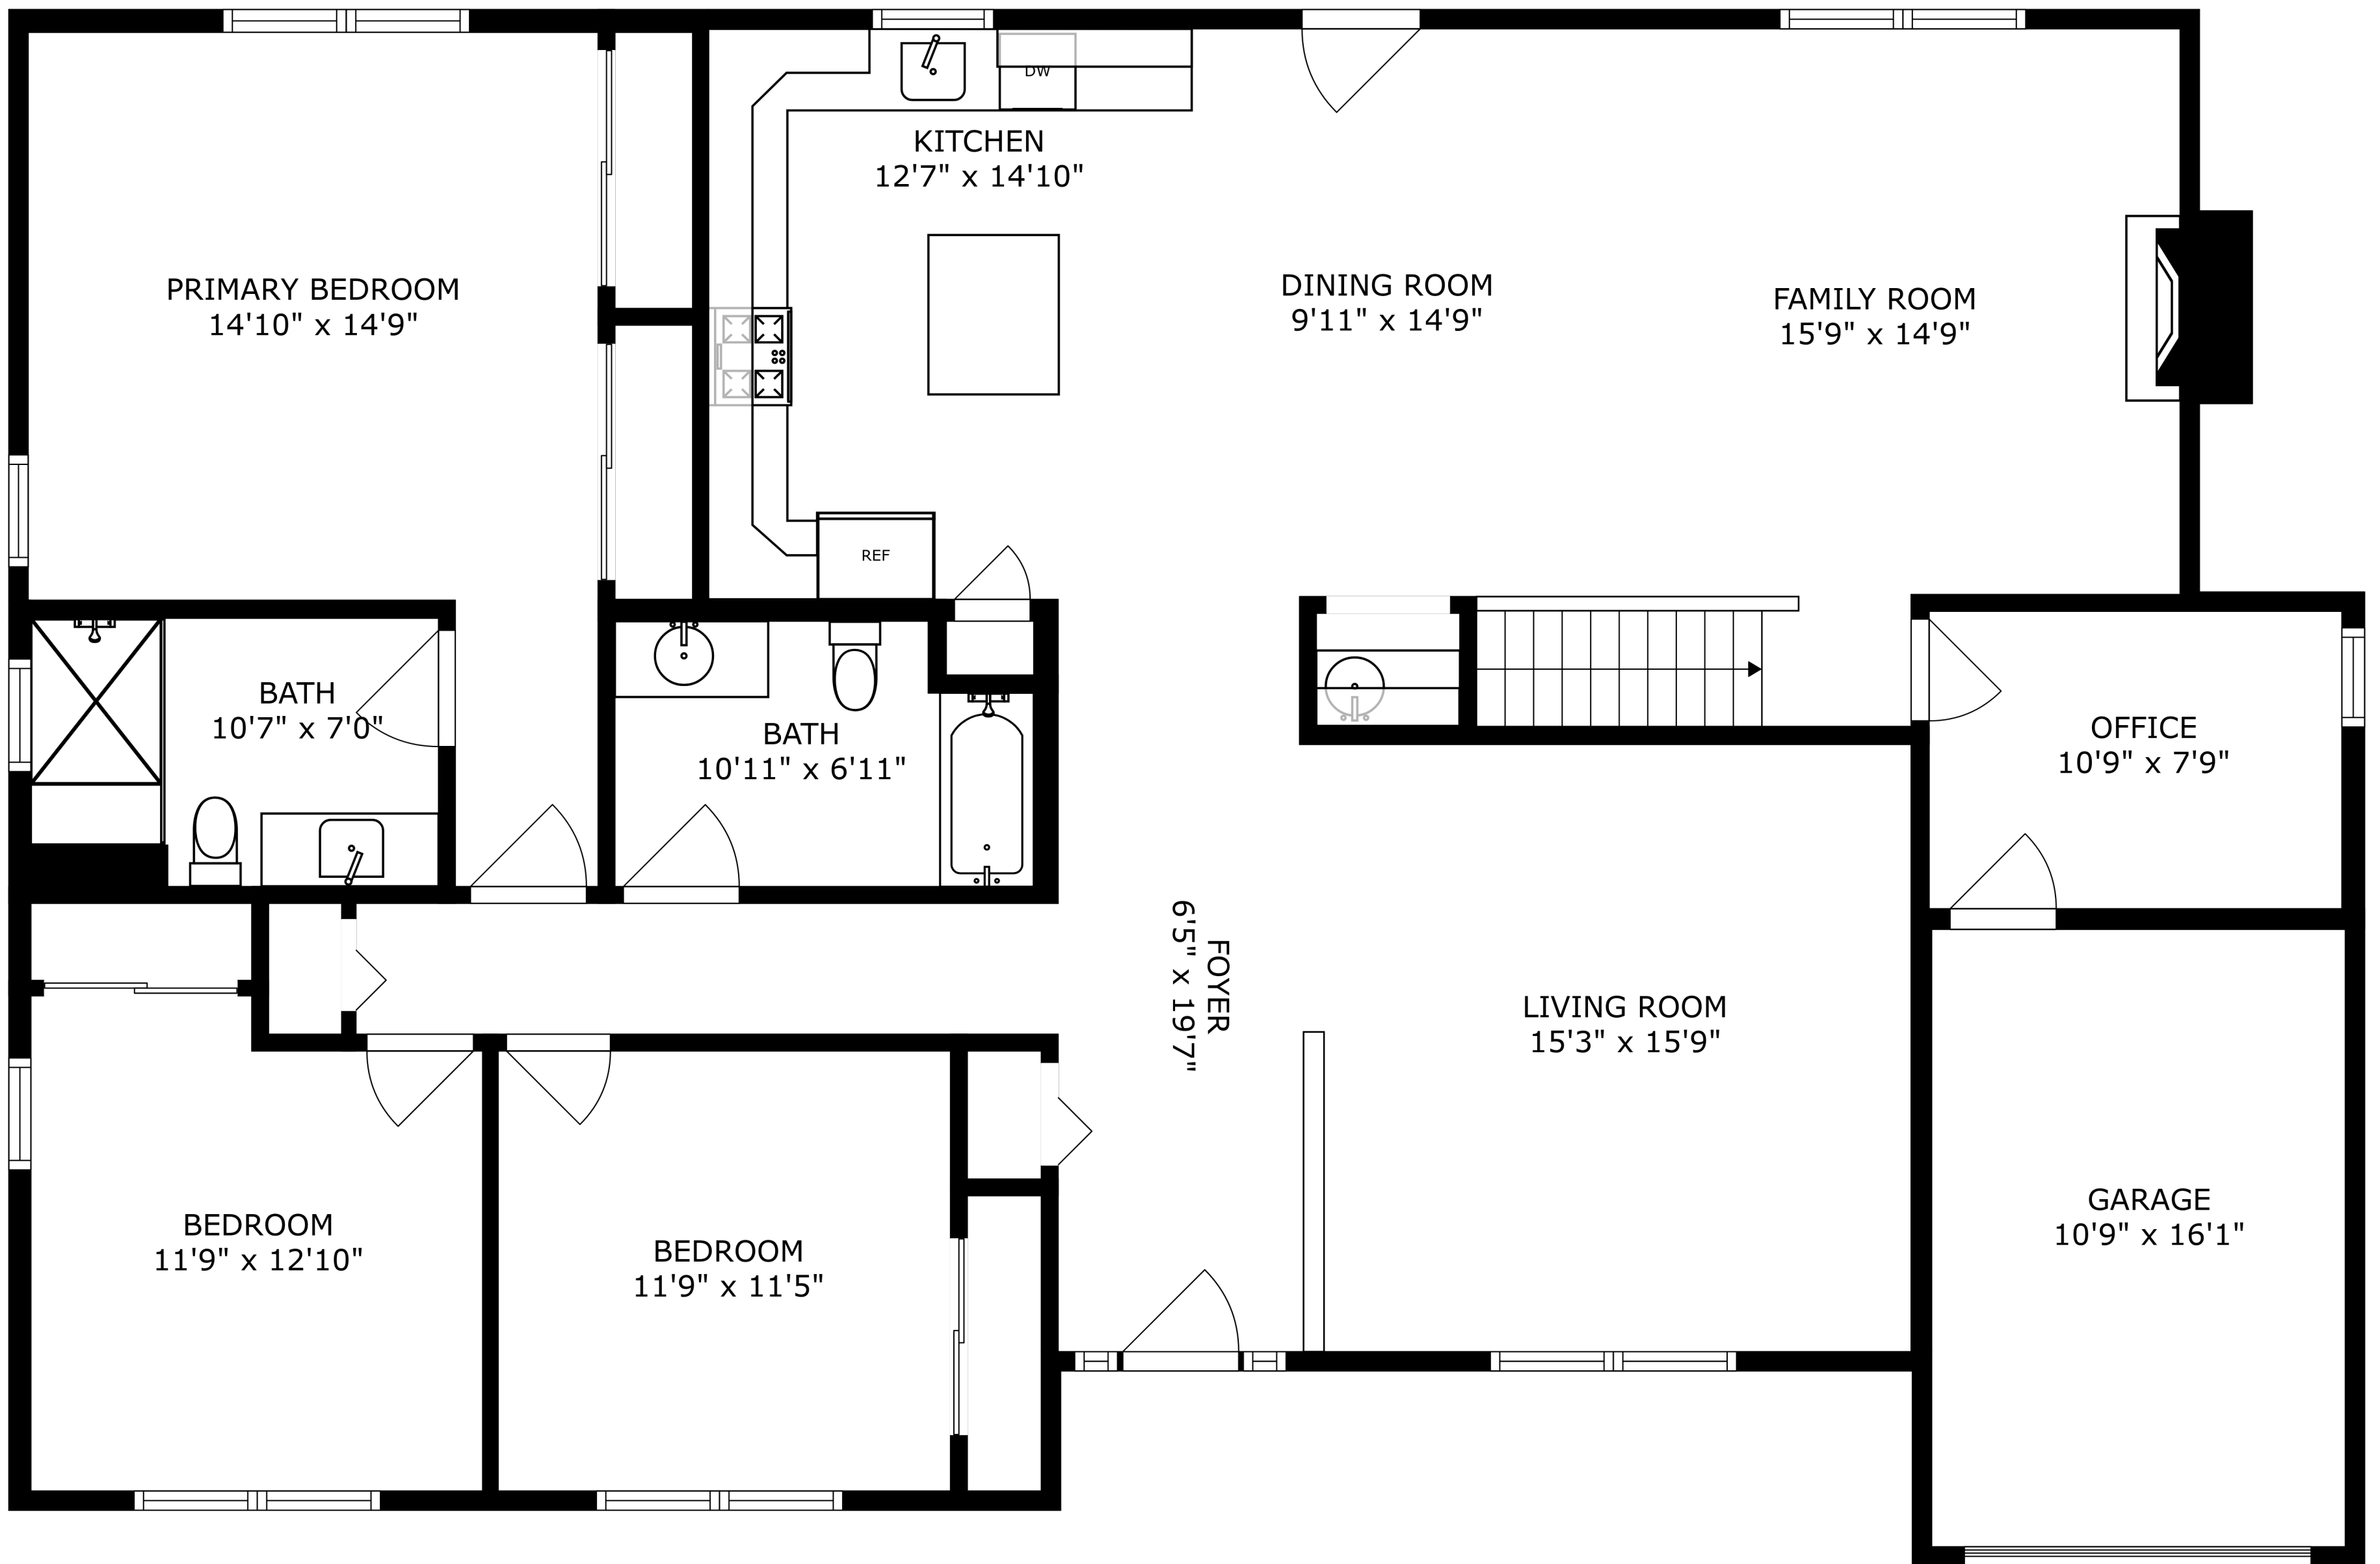 DW
KITCHEN
12'7" x 14'10"
PRIMARY BEDROOM
14'10" x 14'9"
DINING ROOM
9'11" x 14'9"
FAMILY ROOM
15'9" x 14'9"
REF
BATH
10'7" x 7'0"
BATH
10'11" x 6'11"
OFFICE
10'9" x 7'9"
FOYER
6'5" x 19'7"
LIVING ROOM
15'3" x 15'9"
GARAGE
10'9" x 16'1"
BEDROOM
11'9" x 12'10"
BEDROOM
11'9" x 11'5"